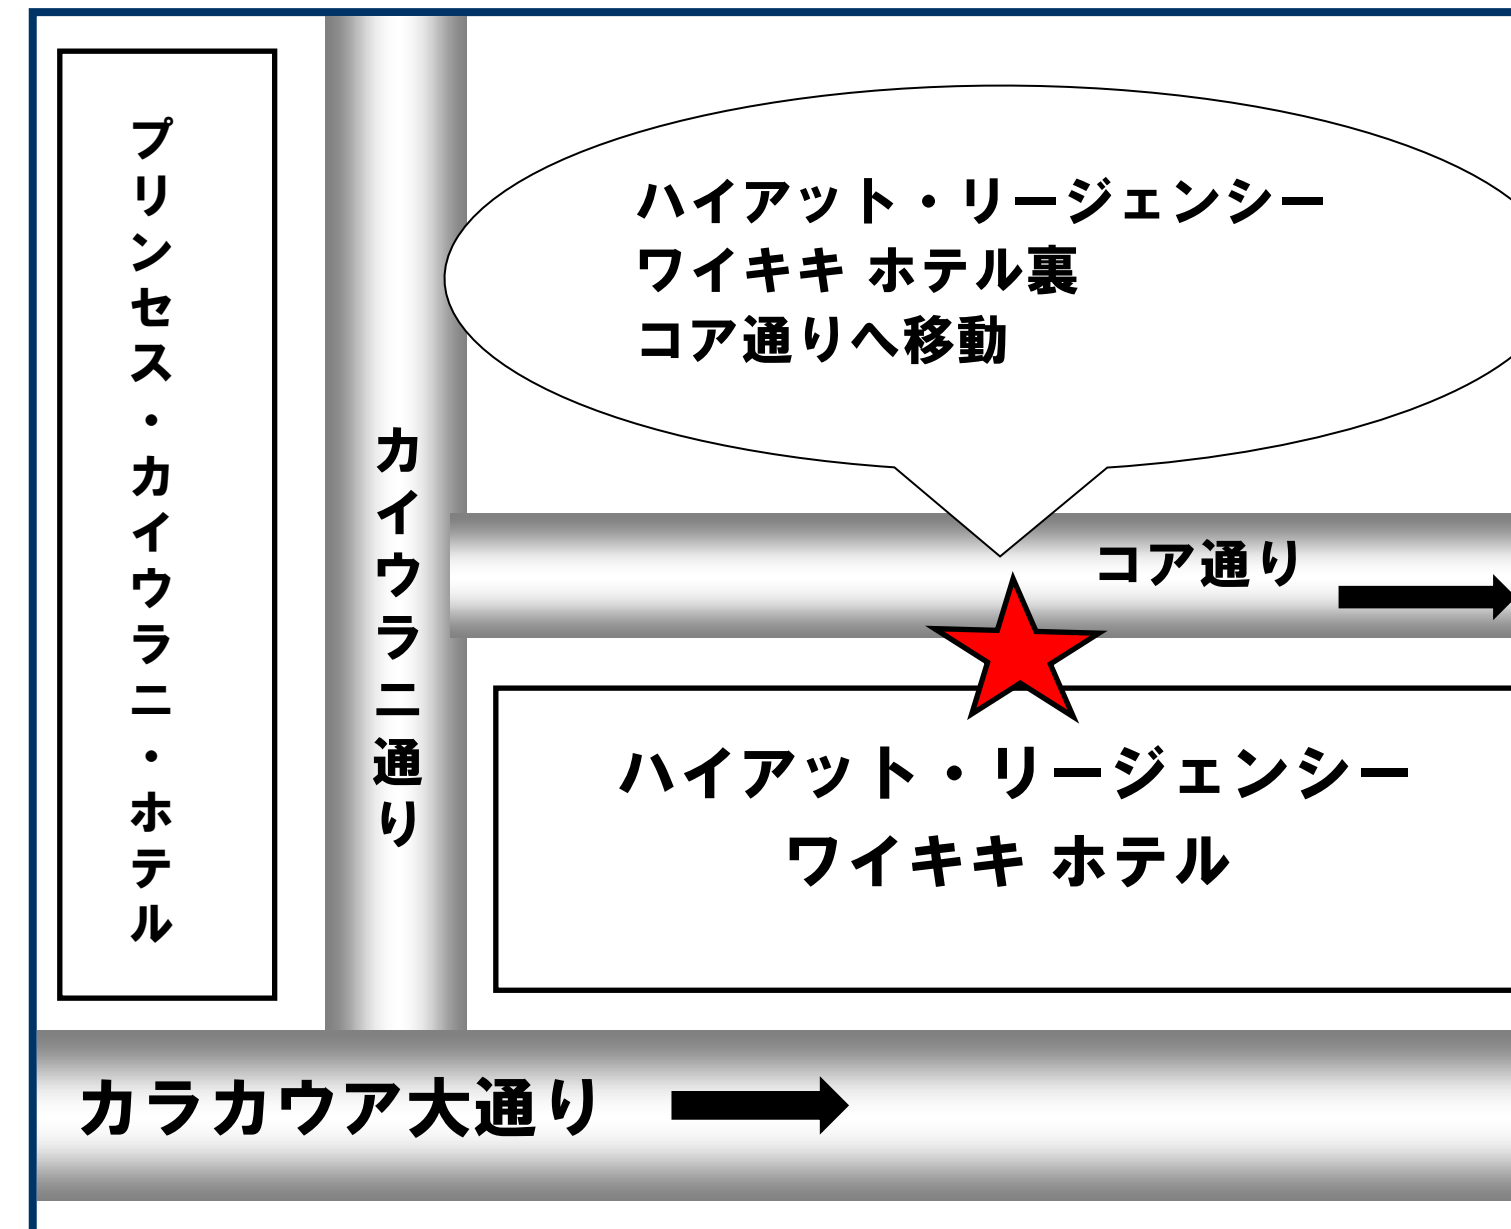 プリンセス・カイウラニ・ホテル
カイウラニ通り
ハイアット・リージェンシー
ワイキキ ホテル裏
コア通りへ移動
コア通り
ハイアット・リージェンシー
ワイキキ ホテル
カラカウア大通り